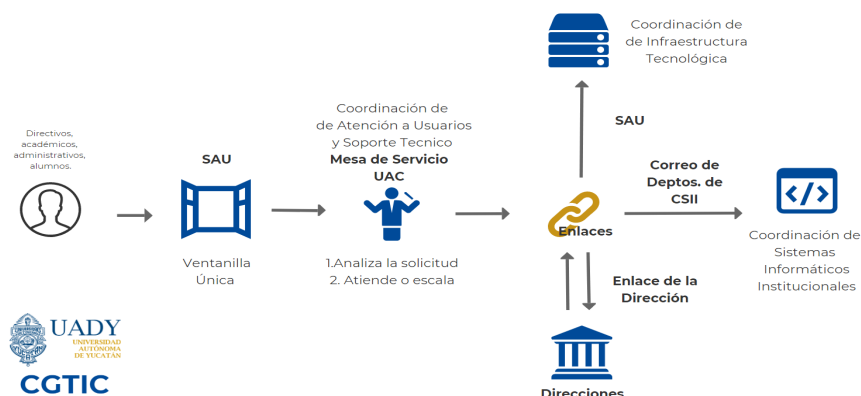 Directivos,
académicos,
administrativos,
alumnos.
SAU
Ventanilla
Única
Coordinación de
de Atención a Usuarios
y Soporte Tecnico
Mesa de Servicio
UAC
1.Analiza la solicitud
2. Atiende o escala
Coordinación de
de Infraestructura
Tecnológica
SAU
Enlaces
Correo de
Deptos. de
CSII
</>
Coordinación de
Sistemas
Informáticos
Institucionales
Enlace de la
Dirección
Direcciones
UADY
UNIVERSIDAD
AUTÓNOMA
DE YUCATÁN
CGTIC